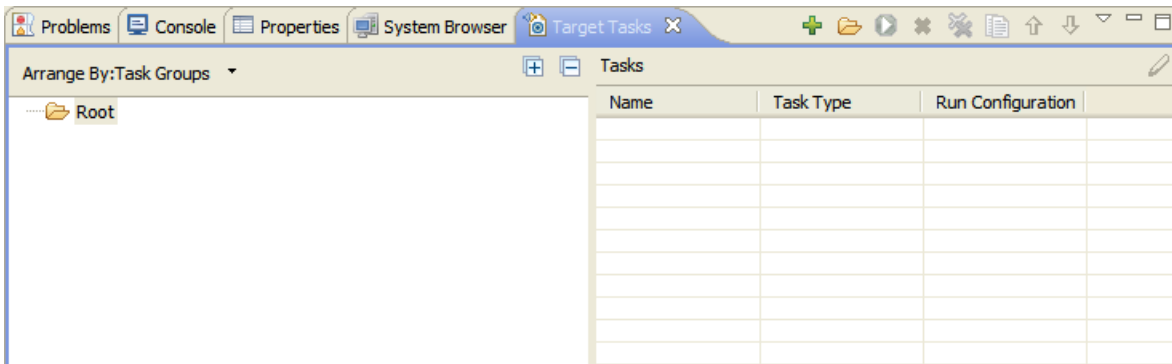 Problems Console Properties System Browser Target Tasks
Arrange By:Task Groups
Root
Tasks
Name Task Type Run Configuration